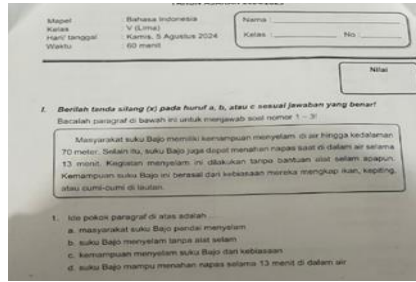 TAHUN AJARAN 2024/2025
Mapel : Bahasa Indonesia
Kelas : V (Lima)
Hari/ tanggal : Kamis, 5 Agustus 2024
Waktu : 60 menit
Nama :
Kelas : No :
Nilai
I. Berilah tanda silang (x) pada huruf a, b, atau c sesuai jawaban yang benar!
Bacalah paragraf di bawah ini untuk menjawab soal nomor 1 – 3!
Masyarakat suku Bajo memiliki kemampuan menyelam di air hingga kedalaman
70 meter. Selain itu, suku Bajo juga dapat menahan napas saat di dalam air selama
13 menit. Kegiatan menyelam ini dilakukan tanpa bantuan alat selam apapun.
Kemampuan suku Bajo ini berasal dari kebiasaan mereka mengkap ikan, kepiting,
atau cumi-cumi di lautan.
1. Ide pokok paragraf di atas adalah ...
a. masyarakat suku Bajo pandai menyelam
b. suku Bajo menyelam tanpa alat selam
c. kemampuan menyelam suku Bajo dari kebiasaan
d. suku Bajo mampu menahan napas selama 13 menit di dalam air